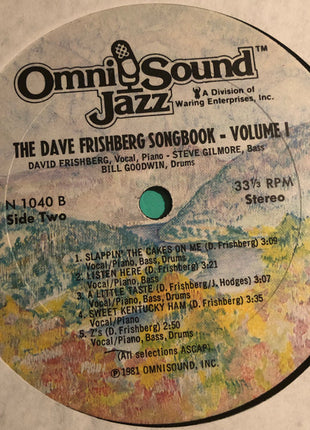 Omni Sound™
Jazz
A Division of
Waring Enterprises, Inc.
THE DAVE FRISHBERG SONGBOOK - VOLUME I
DAVID FRISHBERG, Vocal, Piano - STEVE GILMORE, Bass
BILL GOODWIN, Drums
N 1040 B
Side Two
33⅓ RPM
Stereo
1. SLAPPIN' THE CAKES ON ME (D. Frishberg) 3:09
Vocal/Piano, Bass, Drums
2. LISTEN HERE (D. Frishberg) 3:21
Vocal/Piano, Bass
3. A LITTLE TASTE (D. Frishberg/J. Hodges) 3:07
Vocal/Piano, Bass, Drums
4. SWEET KENTUCKY HAM (D. Frishberg) 3:35
Vocal/Piano
5. Z's (D. Frishberg) 2:50
Vocal/Piano, Bass, Drums
(All selections ASCAP)
©1981 OMNISOUND, INC.